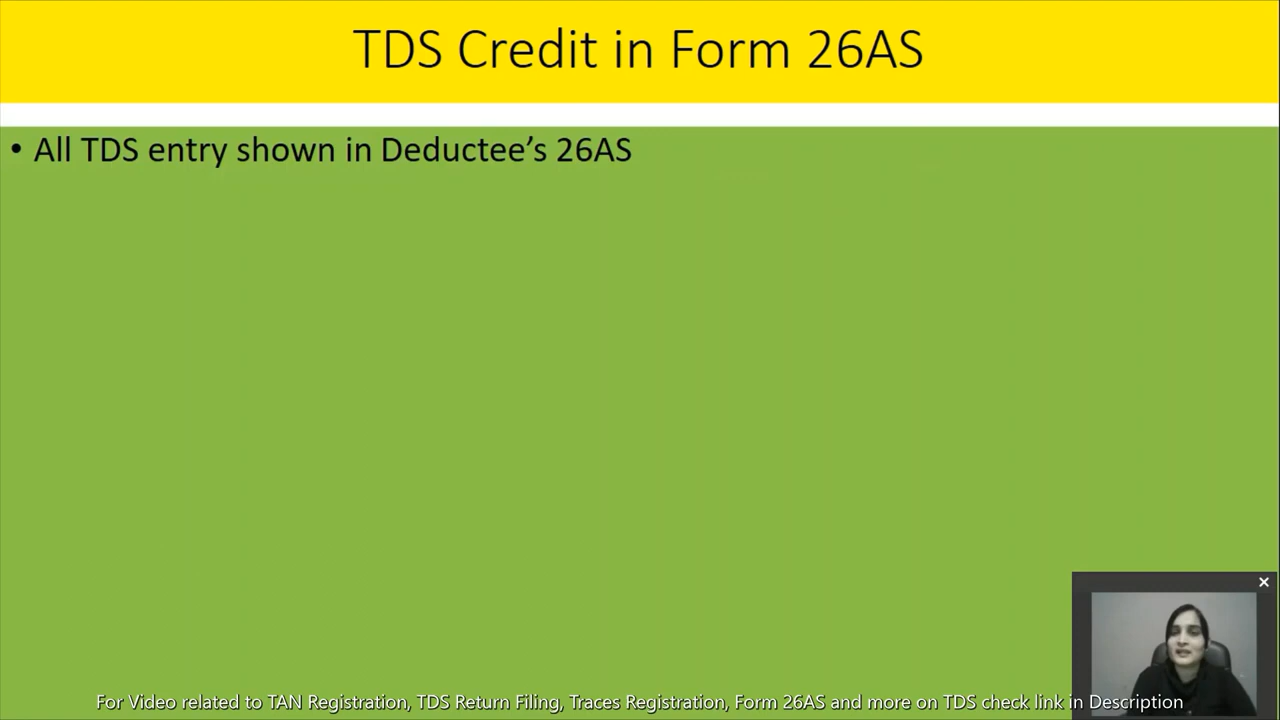 TDS Credit in Form 26AS
• All TDS entry shown in Deductee’s 26AS
For Video related to TAN Registration, TDS Return Filing, Traces Registration, Form 26AS and more on TDS check link in Description